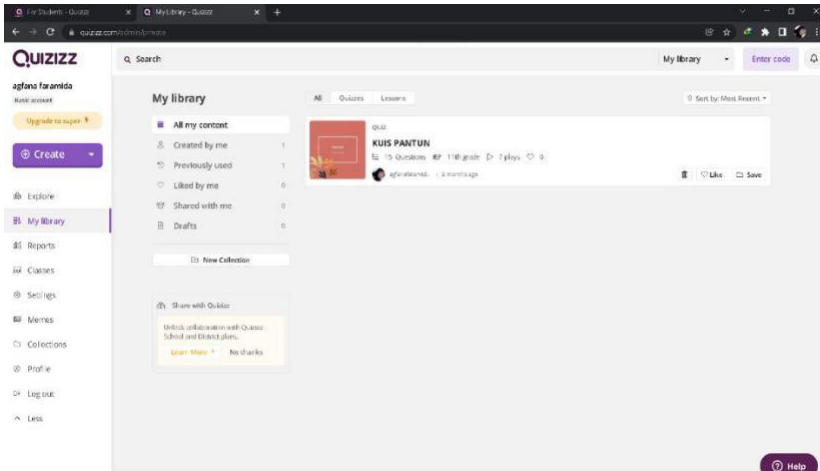 For Students - Quizizz
My Library - Quizizz
quizizz.com/admin/private
QUIZIZZ
Search
My library
Enter code
agfana faramida
Basic account
Upgrade to super
Create
Explore
My library
Reports
Classes
Settings
Memes
Collections
Profile
Log out
Less
My library
All my content
Created by me 1
Previously used 1
Liked by me 0
Shared with me 0
Drafts 0
New Collection
Share with Quizizz
Unlock collaboration with Quizizz
School and District plans.
Learn More
No thanks
All
Quizzes
Lessons
Sort by: Most Recent
QUIZ
KUIS PANTUN
15 Questions 11th grade 7 plays 0
months ago
Like
Save
Help